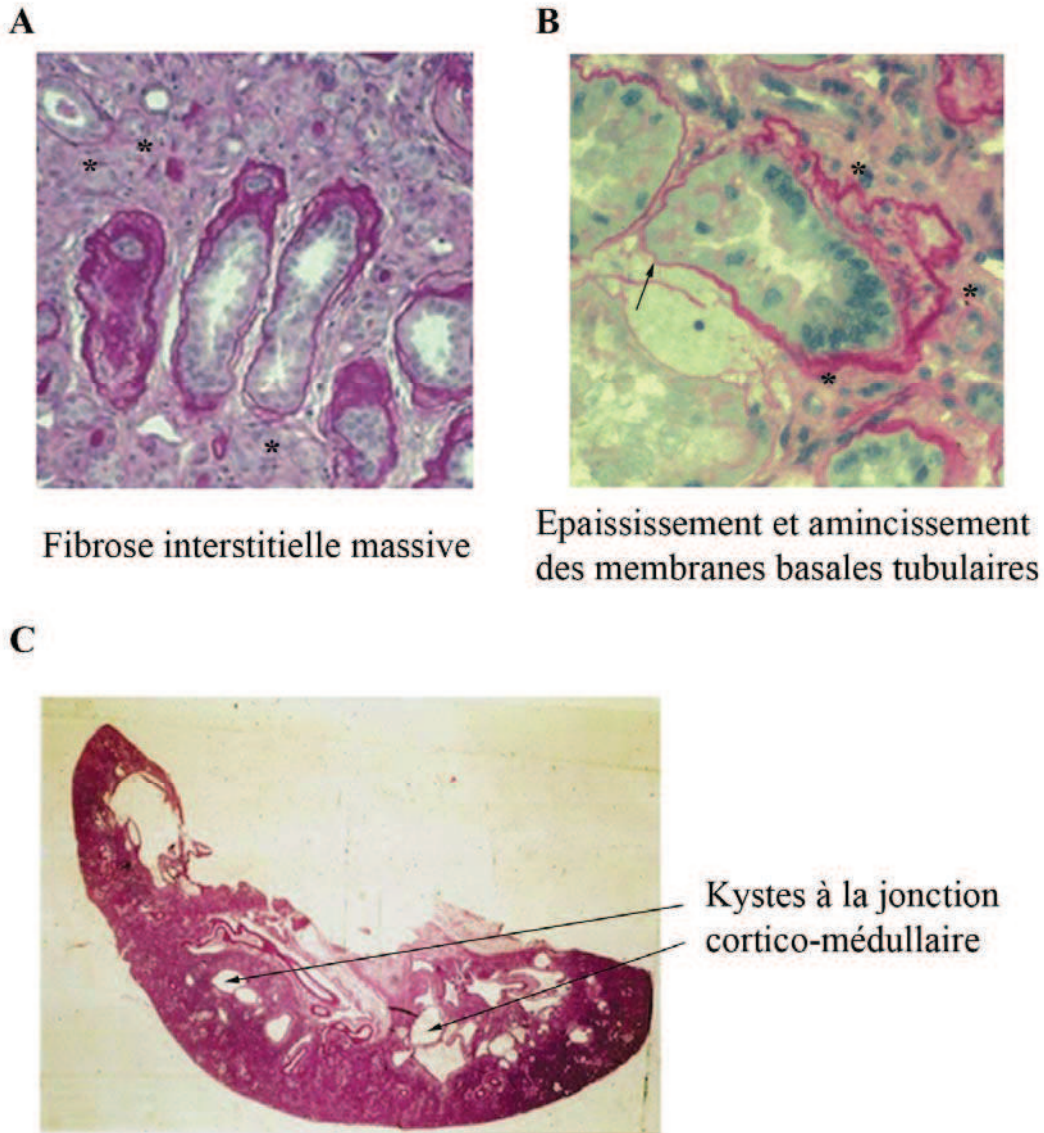 A
B
*
*
*
*
*
*
Fibrose interstitielle massive
Epaississement et amincissement
des membranes basales tubulaires
C
Kystes à la jonction
cortico-médullaire